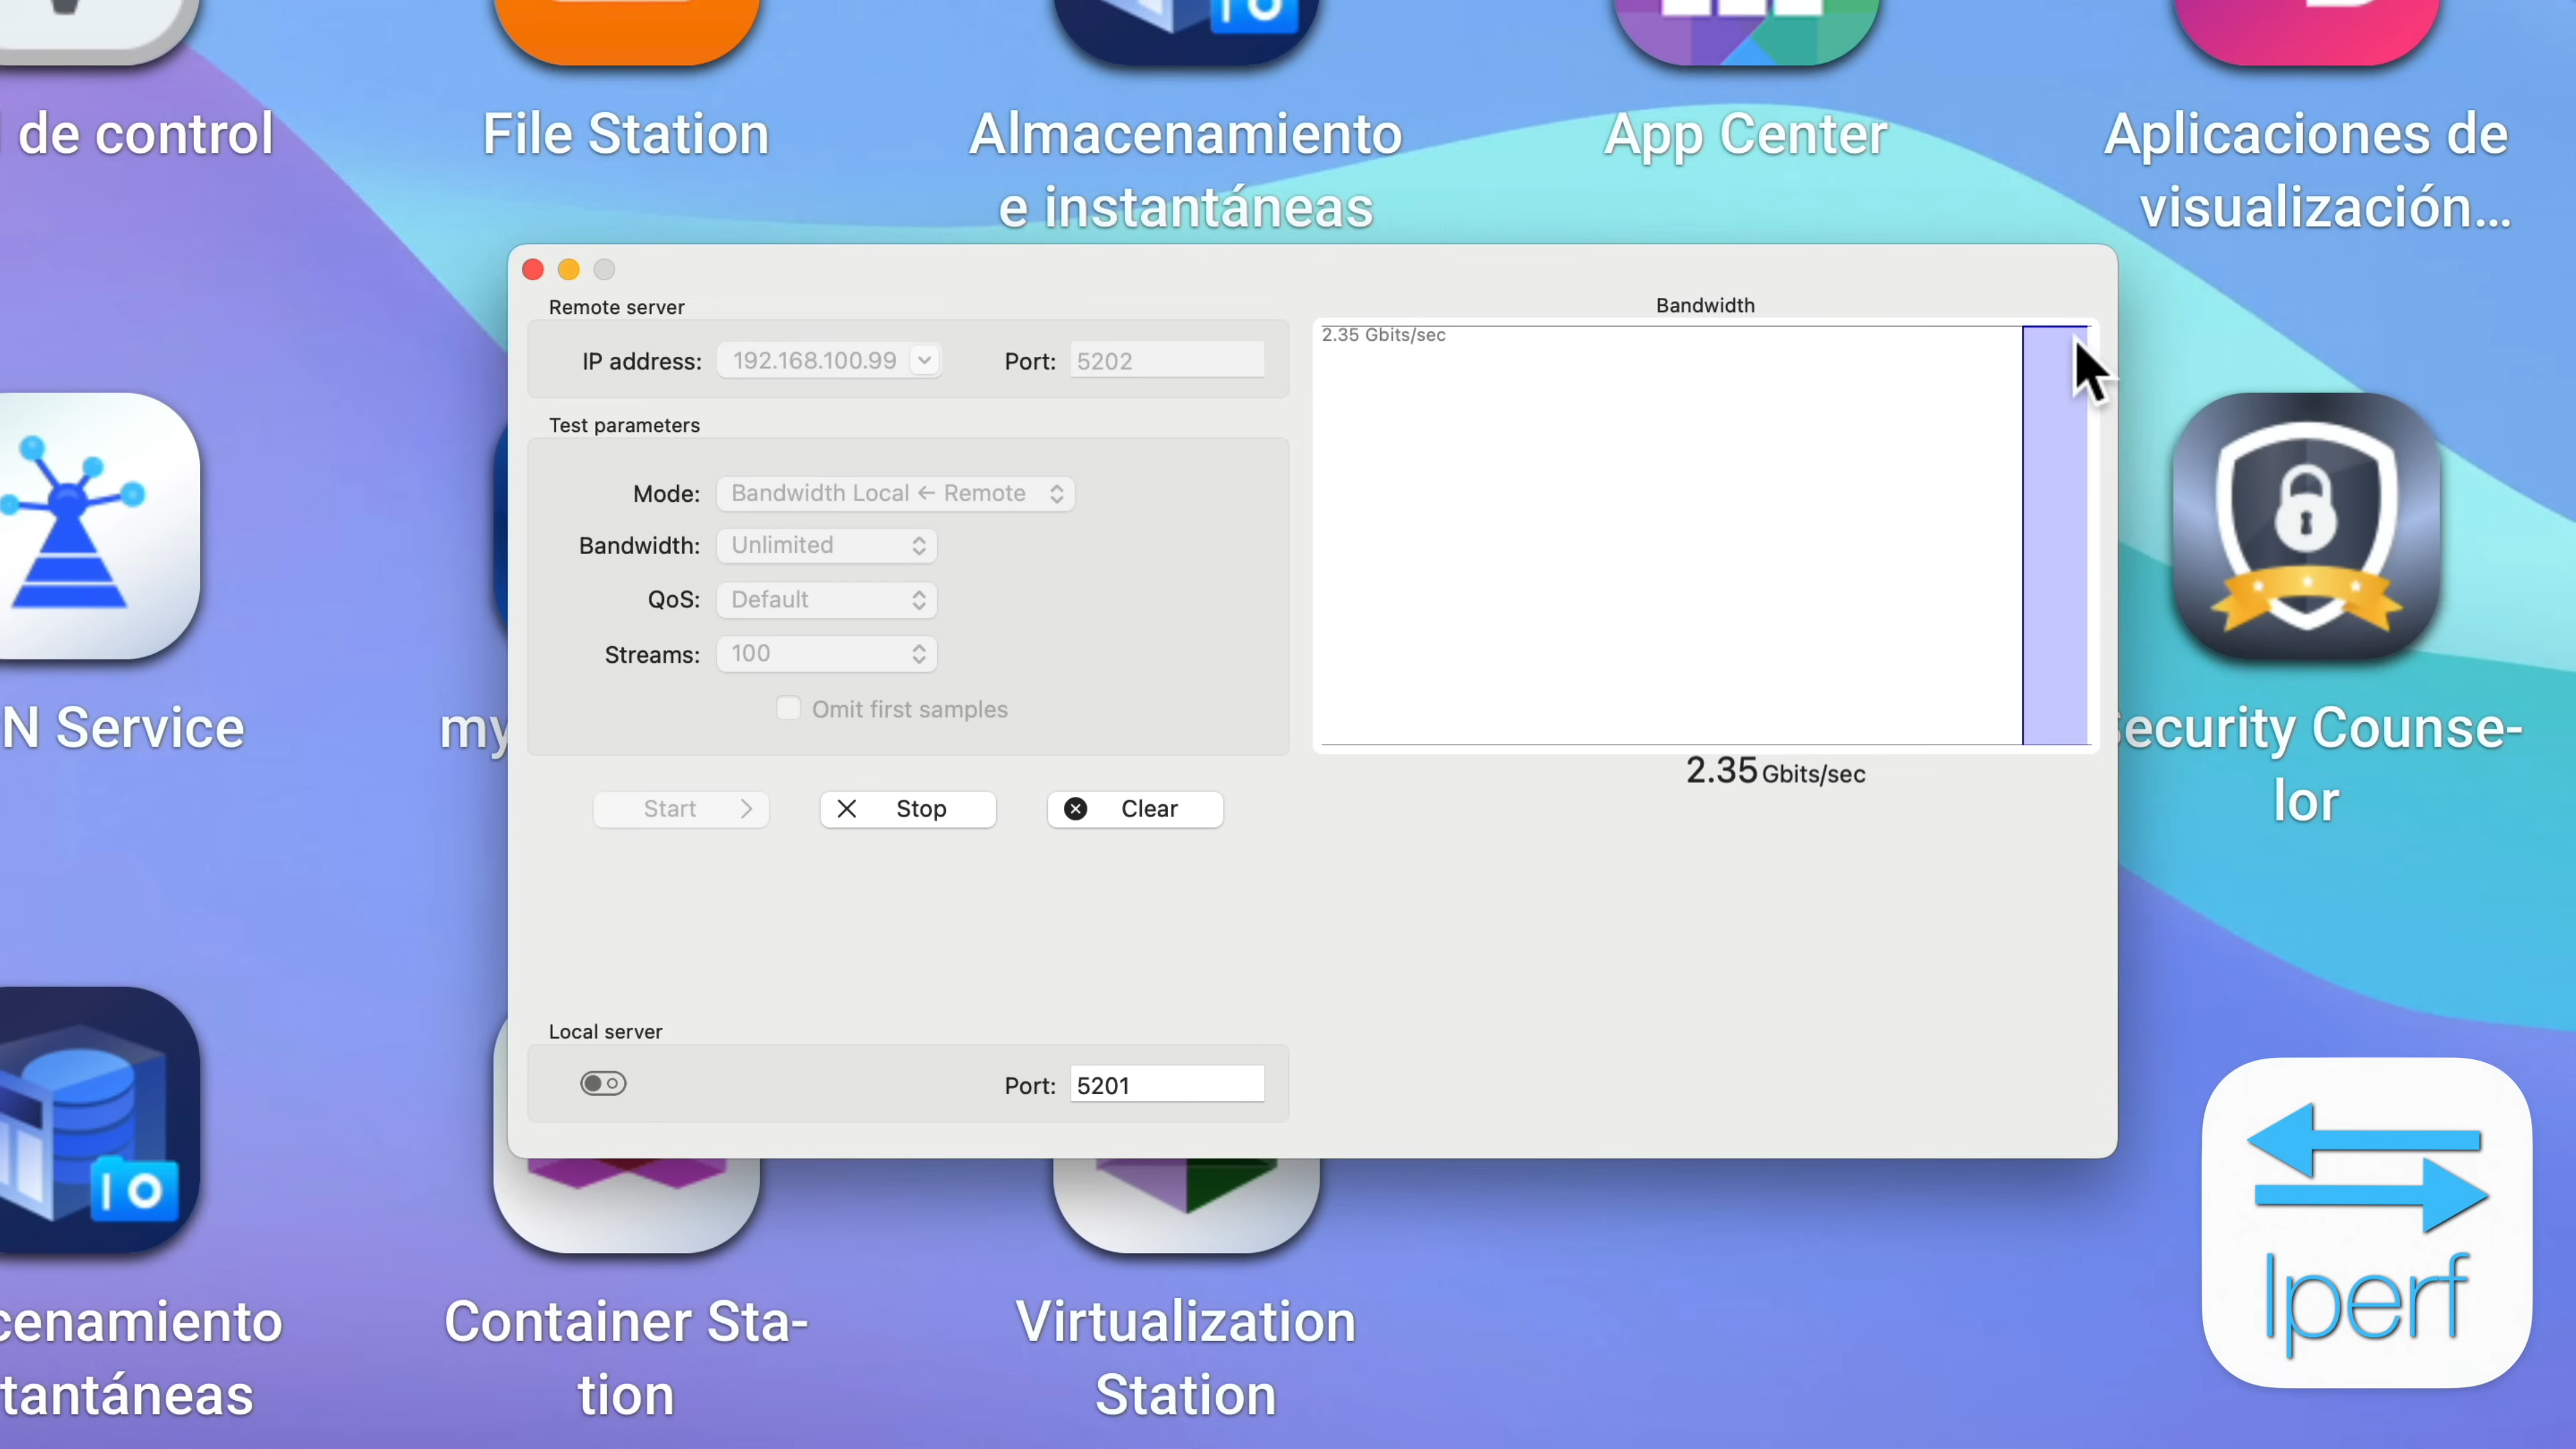 de control
File Station
Almacenamiento
e instantáneas
App Center
Aplicaciones de
visualización...
Remote server
IP address: 192.168.100.99 Port: 5202
Test parameters
Mode: Bandwidth Local ← Remote
Bandwidth: Unlimited
QoS: Default
Streams: 100
Omit first samples
Start
Stop
Clear
Bandwidth
2.35 Gbits/sec
2.35 Gbits/sec
Local server
Port: 5201
N Service
my
Security Counse-
lor
cenamiento
tantáneas
Container Sta-
tion
Virtualization
Station
Iperf